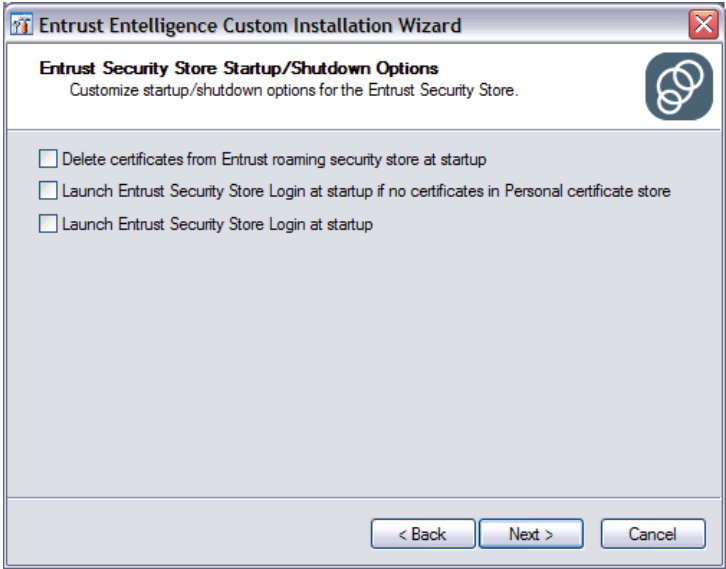 Entrust Entelligence Custom Installation Wizard
Entrust Security Store Startup/Shutdown Options
Customize startup/shutdown options for the Entrust Security Store.
Delete certificates from Entrust roaming security store at startup
Launch Entrust Security Store Login at startup if no certificates in Personal certificate store
Launch Entrust Security Store Login at startup
< Back Next > Cancel